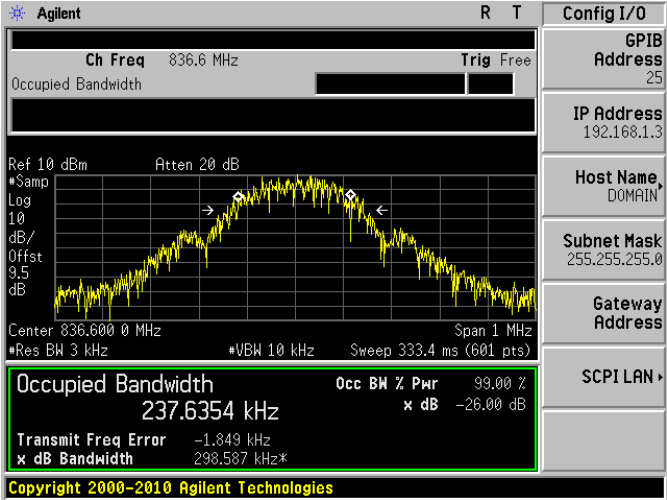 Agilent R T
Ch Freq 836.6 MHz Trig Free
Occupied Bandwidth
Ref 10 dBm Atten 20 dB
#Samp
Log
10
dB/
Offst
9.5
dB
Center 836.600 0 MHz Span 1 MHz
#Res BW 3 kHz #VBW 10 kHz Sweep 333.4 ms (601 pts)
Occupied Bandwidth Occ BW % Pwr 99.00 %
237.6354 kHz x dB -26.00 dB
Transmit Freq Error -1.849 kHz
x dB Bandwidth 298.587 kHz*
Copyright 2000-2010 Agilent Technologies
Config I/O
GPIB
Address
25
IP Address
192.168.1.3
Host Name
DOMAIN
Subnet Mask
255.255.255.0
Gateway
Address
SCPI LAN